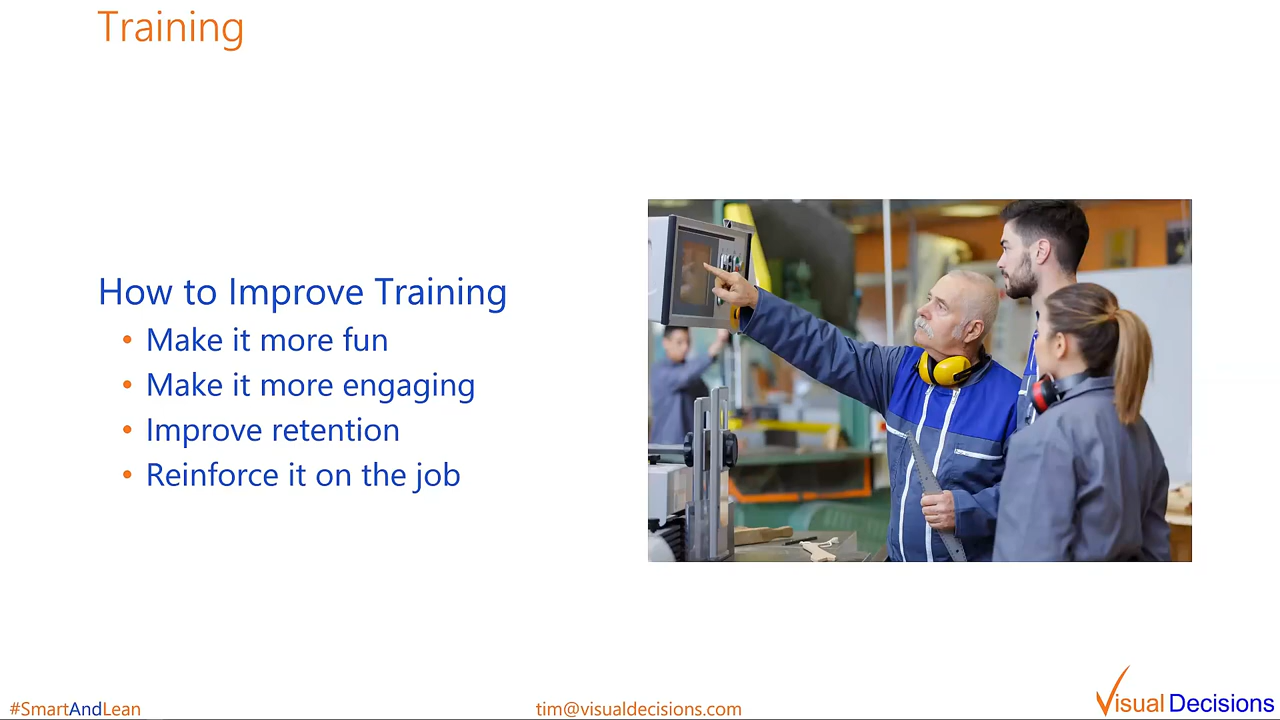 Training
How to Improve Training
• Make it more fun
• Make it more engaging
• Improve retention
• Reinforce it on the job
#SmartAndLean
tim@visualdecisions.com
Visual Decisions